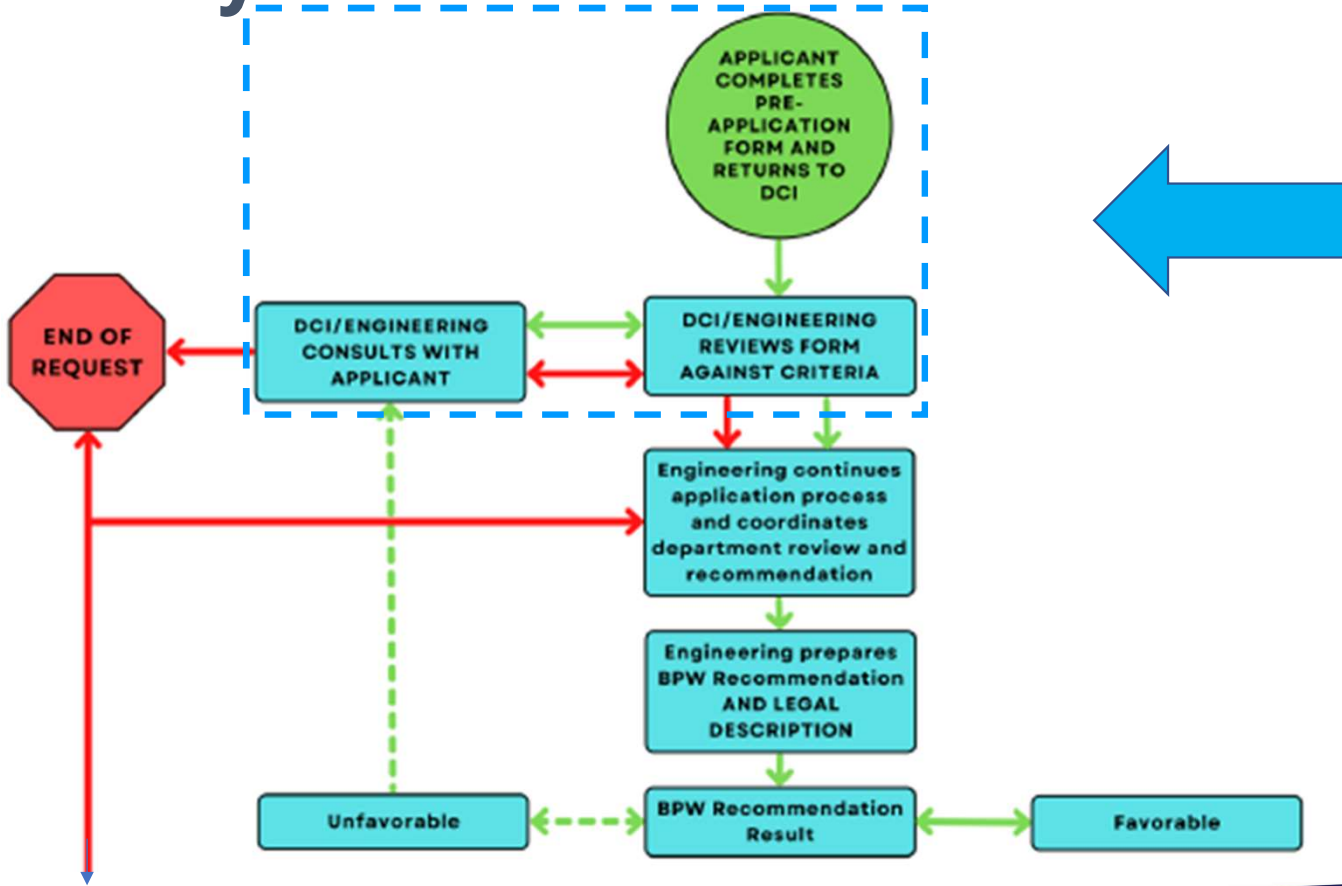 APPLICANT
COMPLETES
PRE-
APPLICATION
FORM AND
RETURNS TO
DCI
END OF
REQUEST
DCI/ENGINEERING
CONSULTS WITH
APPLICANT
DCI/ENGINEERING
REVIEWS FORM
AGAINST CRITERIA
Engineering continues
application process
and coordinates
department review and
recommendation
Engineering prepares
BPW Recommendation
AND LEGAL
DESCRIPTION
Unfavorable
BPW Recommendation
Result
Favorable